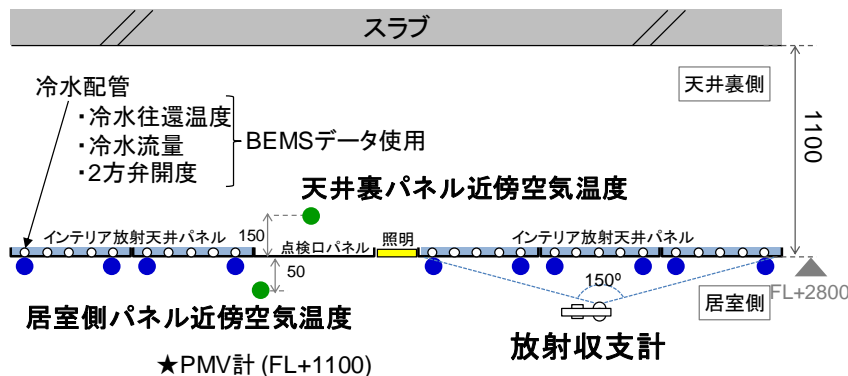 スラブ
冷水配管
・冷水往還温度
・冷水流量
・2方弁開度
BEMSデータ使用
天井裏側
1100
天井裏パネル近傍空気温度
150
インテリア放射天井パネル
点検口パネル
照明
インテリア放射天井パネル
50
150º
居室側
FL+2800
居室側パネル近傍空気温度
放射収支計
★PMV計 (FL+1100)